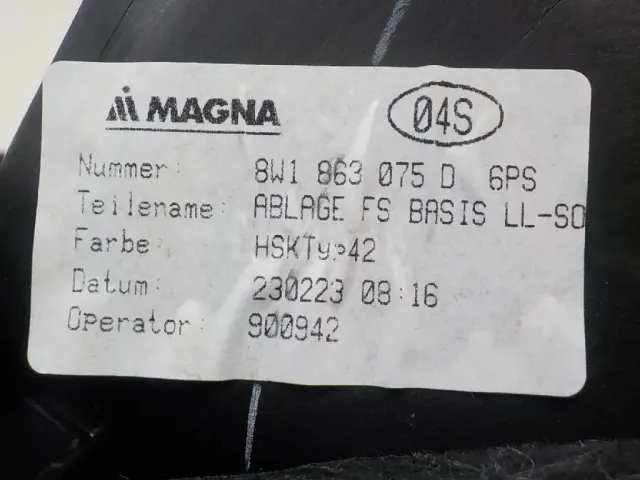 MAGNA 04S
Nummer: 8W1 863 075 D 6PS
Teilename: ABLAGE FS BASIS LL-SO
Farbe HSKTyp42
Datum: 230223 08:16
Operator: 900942